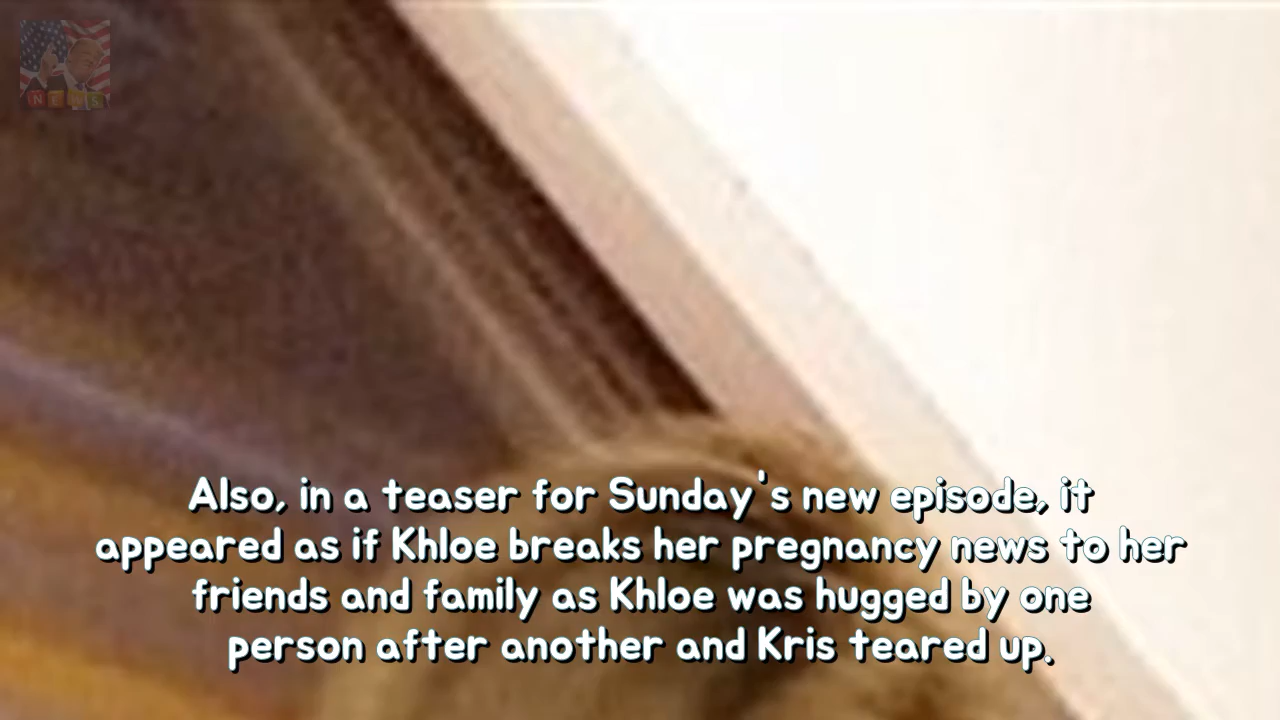 NEWS
Also, in a teaser for Sunday's new episode, it
appeared as if Khloe breaks her pregnancy news to her
friends and family as Khloe was hugged by one
person after another and Kris teared up.